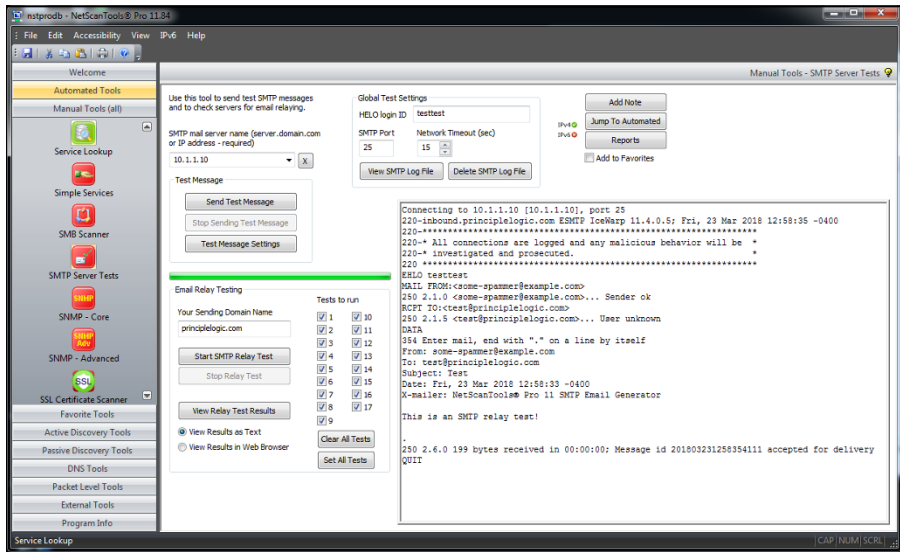 nstprodb - NetScanTools® Pro 11.84
File Edit Accessibility View IPv6 Help
Welcome
Automated Tools
Manual Tools (all)
Service Lookup
Simple Services
SMB Scanner
SMTP Server Tests
SNMP
SNMP - Core
SNMP Adv
SNMP - Advanced
SSL
SSL Certificate Scanner
Favorite Tools
Active Discovery Tools
Passive Discovery Tools
DNS Tools
Packet Level Tools
External Tools
Program Info
Manual Tools - SMTP Server Tests
Use this tool to send test SMTP messages
and to check servers for email relaying.
SMTP mail server name (server.domain.com
or IP address - required)
10.1.1.10
X
Test Message
Send Test Message
Stop Sending Test Message
Test Message Settings
Global Test Settings
HELO login ID testtest
SMTP Port Network Timeout (sec)
25 15
View SMTP Log File Delete SMTP Log File
IPv4
IPv6
Add Note
Jump To Automated
Reports
Add to Favorites
Email Relay Testing
Your Sending Domain Name
principlelogic.com
Start SMTP Relay Test
Stop Relay Test
View Relay Test Results
View Results as Text
View Results in Web Browser
Tests to run
1 10
2 11
3 12
4 13
5 14
6 15
7 16
8 17
9
Clear All Tests
Set All Tests
Connecting to 10.1.1.10 [10.1.1.10], port 25
220-inbound.principlelogic.com ESMTP IceWarp 11.4.0.5; Fri, 23 Mar 2018 12:58:35 -0400
220-********************************************************
220-* All connections are logged and any malicious behavior will be *
220-* investigated and prosecuted. *
220 ********************************************************
EHLO testtest
MAIL FROM:<some-spammer@example.com>
250 2.1.0 <some-spammer@example.com>... Sender ok
RCPT TO:<test@principlelogic.com>
250 2.1.5 <test@principlelogic.com>... User unknown
DATA
354 Enter mail, end with "." on a line by itself
From: some-spammer@example.com
To: test@principlelogic.com
Subject: Test
Date: Fri, 23 Mar 2018 12:58:33 -0400
X-mailer: NetScanTools® Pro 11 SMTP Email Generator
This is an SMTP relay test!
.
250 2.6.0 199 bytes received in 00:00:00; Message id 201803231258354111 accepted for delivery
QUIT
Service Lookup
CAP NUM SCRL